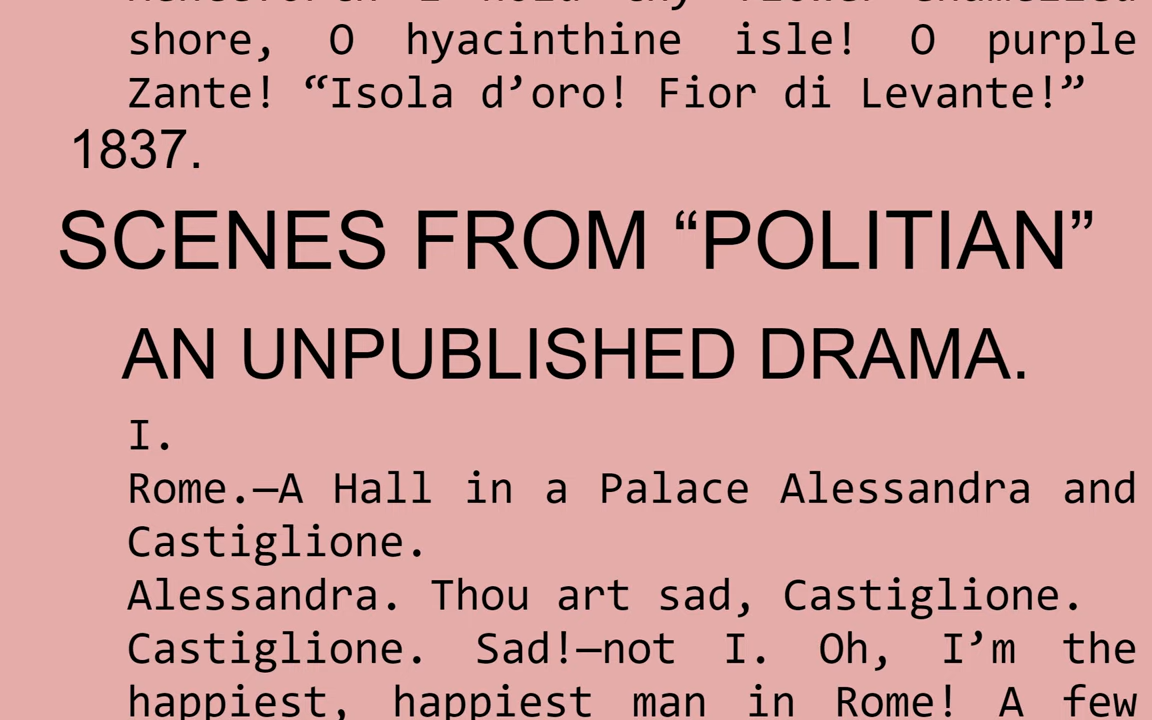 shore, O hyacinthine isle! O purple
Zante! “Isola d’oro! Fior di Levante!”
1837.
SCENES FROM “POLITIAN”
AN UNPUBLISHED DRAMA.
I.
Rome.—A Hall in a Palace Alessandra and
Castiglione.
Alessandra. Thou art sad, Castiglione.
Castiglione. Sad!—not I. Oh, I’m the
happiest, happiest man in Rome! A few